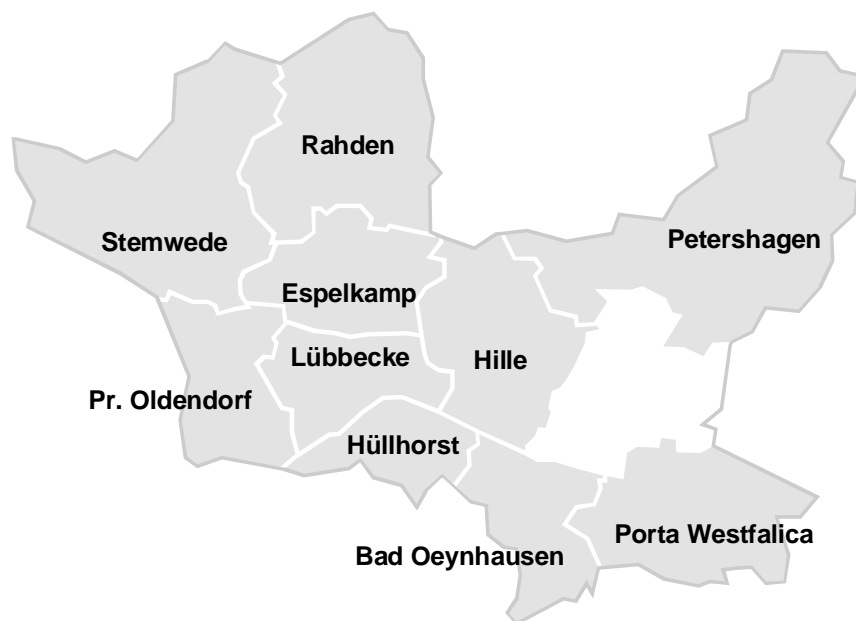 Rahden
Stemwede
Petershagen
Espelkamp
Lübbecke
Hille
Pr. Oldendorf
Hüllhorst
Porta Westfalica
Bad Oeynhausen